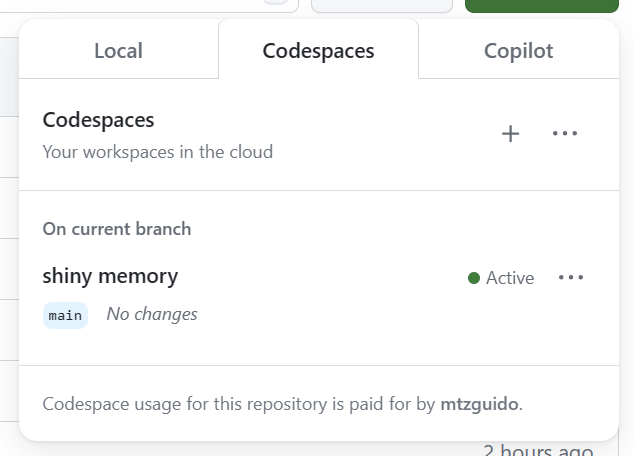 Local
Codespaces
Copilot
Codespaces
Your workspaces in the cloud
On current branch
shiny memory
Active
main
No changes
Codespace usage for this repository is paid for by mtzguido.
2 hours ago